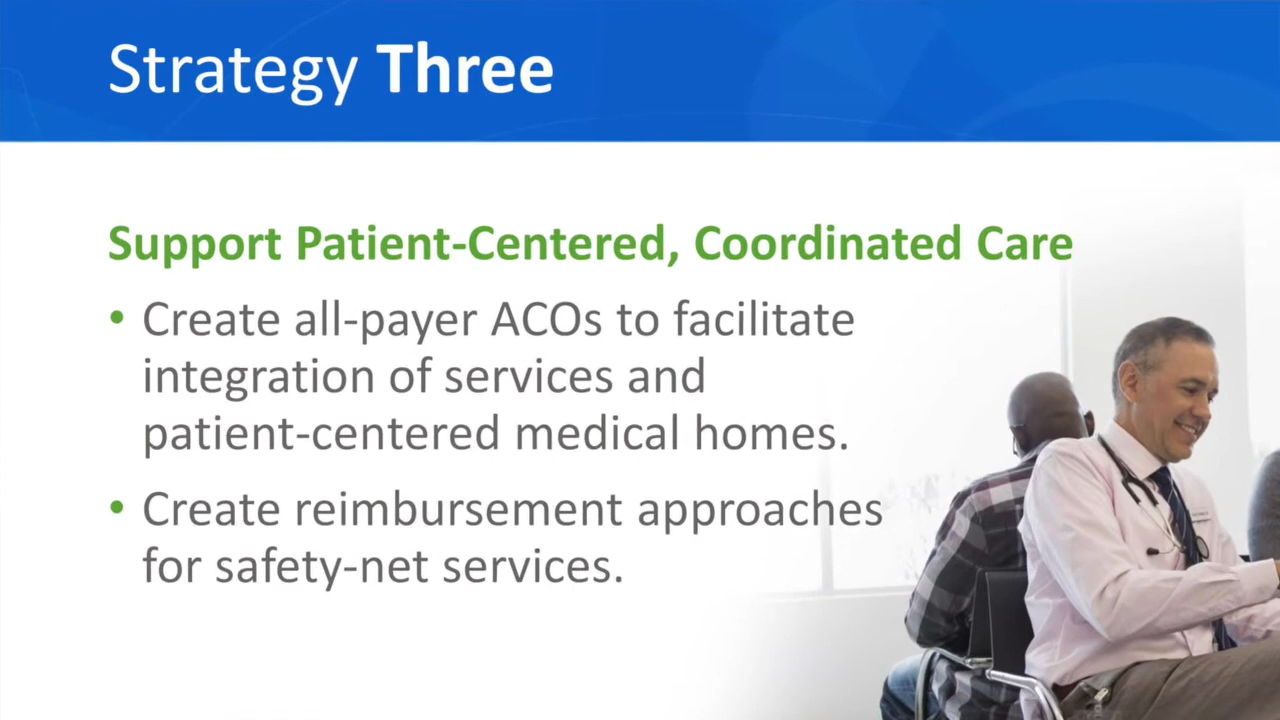 Strategy Three
Support Patient-Centered, Coordinated Care
• Create all-payer ACOs to facilitate
integration of services and
patient-centered medical homes.
• Create reimbursement approaches
for safety-net services.